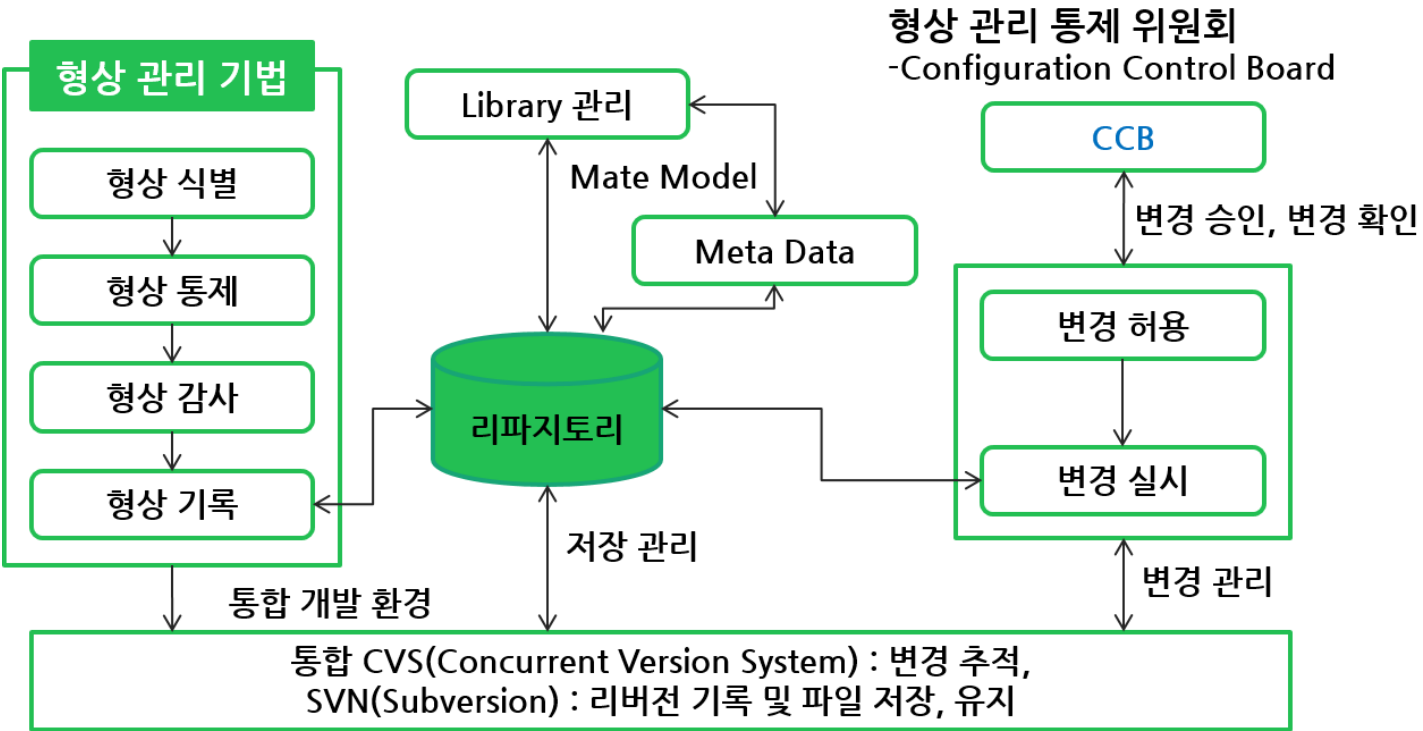 형상 관리 통제 위원회
-Configuration Control Board
형상 관리 기법
형상 식별
형상 통제
형상 감사
형상 기록
Library 관리
Mate Model
Meta Data
리파지토리
CCB
변경 승인, 변경 확인
변경 허용
변경 실시
통합 개발 환경
저장 관리
변경 관리
통합 CVS(Concurrent Version System) : 변경 추적,
SVN(Subversion) : 리버전 기록 및 파일 저장, 유지